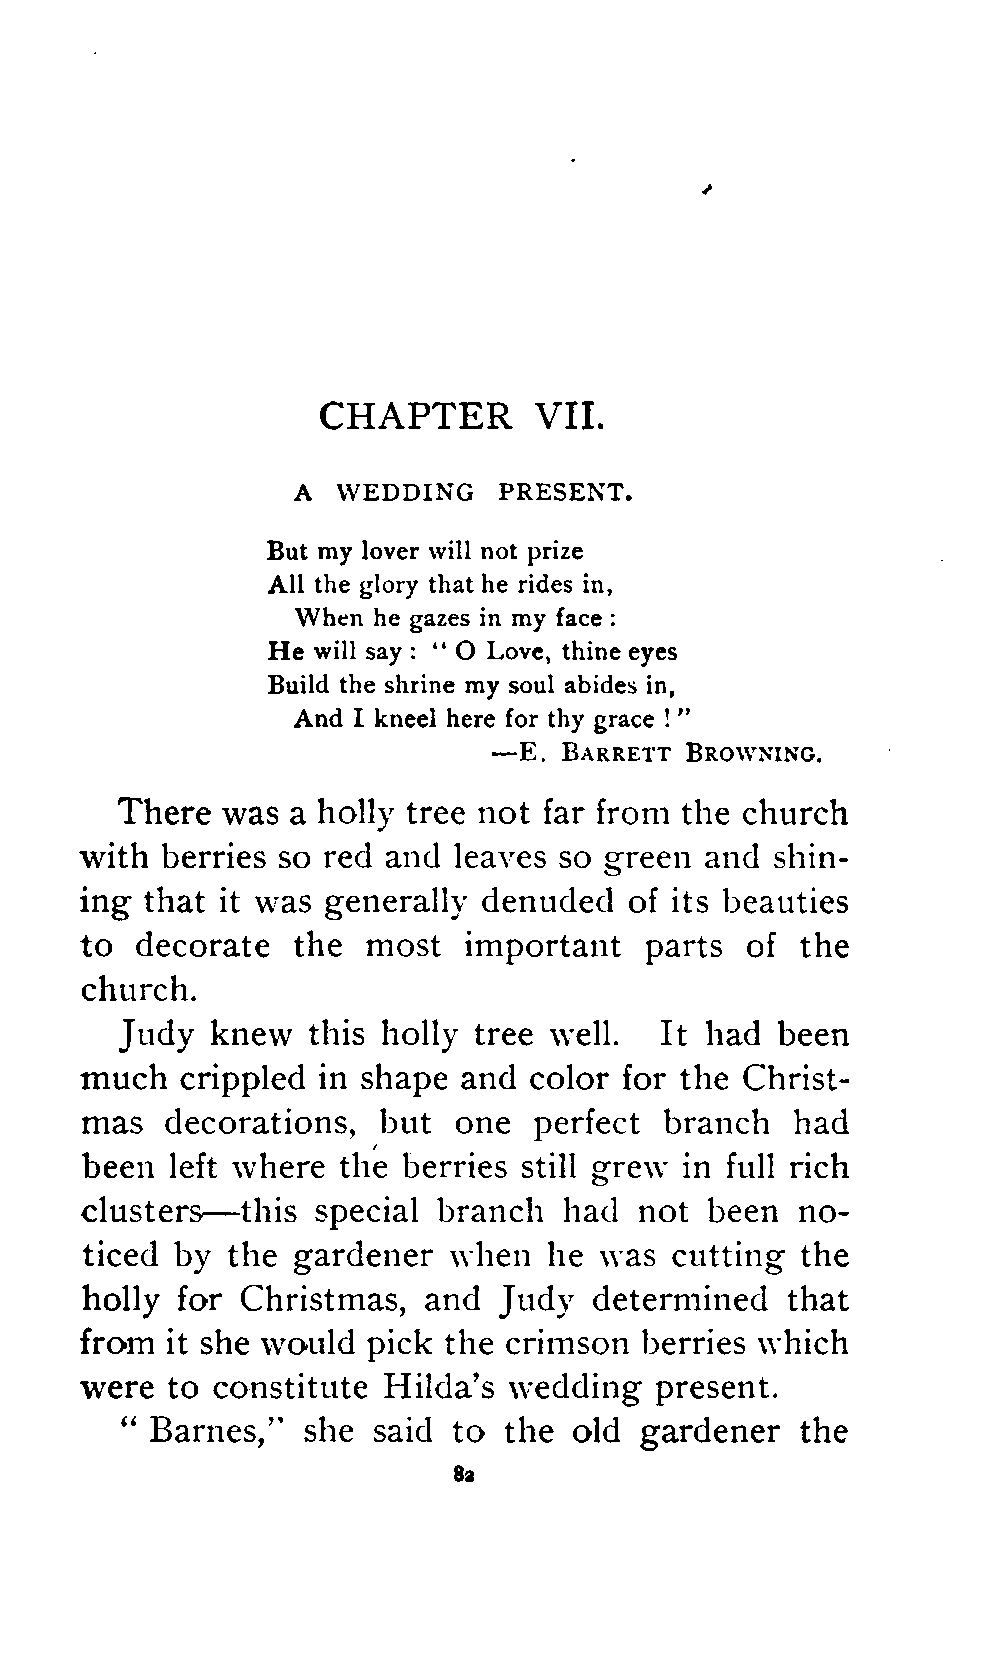 CHAPTER VII.
A WEDDING PRESENT.
But my lover will not prize
All the glory that he rides in,
When he gazes in my face :
He will say : “ O Love, thine eyes
Build the shrine my soul abides in,
And I kneel here for thy grace ! ”
—E. BARRETT BROWNING.
There was a holly tree not far from the church
with berries so red and leaves so green and shin-
ing that it was generally denuded of its beauties
to decorate the most important parts of the
church.
Judy knew this holly tree well. It had been
much crippled in shape and color for the Christ-
mas decorations, but one perfect branch had
been left where the berries still grew in full rich
clusters—this special branch had not been no-
ticed by the gardener when he was cutting the
holly for Christmas, and Judy determined that
from it she would pick the crimson berries which
were to constitute Hilda's wedding present.
“ Barnes,” she said to the old gardener the
82